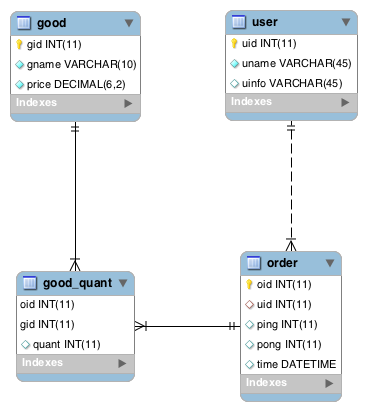 good
gid INT(11)
gname VARCHAR(10)
price DECIMAL(6,2)
Indexes
user
uid INT(11)
uname VARCHAR(45)
uinfo VARCHAR(45)
Indexes
good_quant
oid INT(11)
gid INT(11)
quant INT(11)
Indexes
order
oid INT(11)
uid INT(11)
ping INT(11)
pong INT(11)
time DATETIME
Indexes